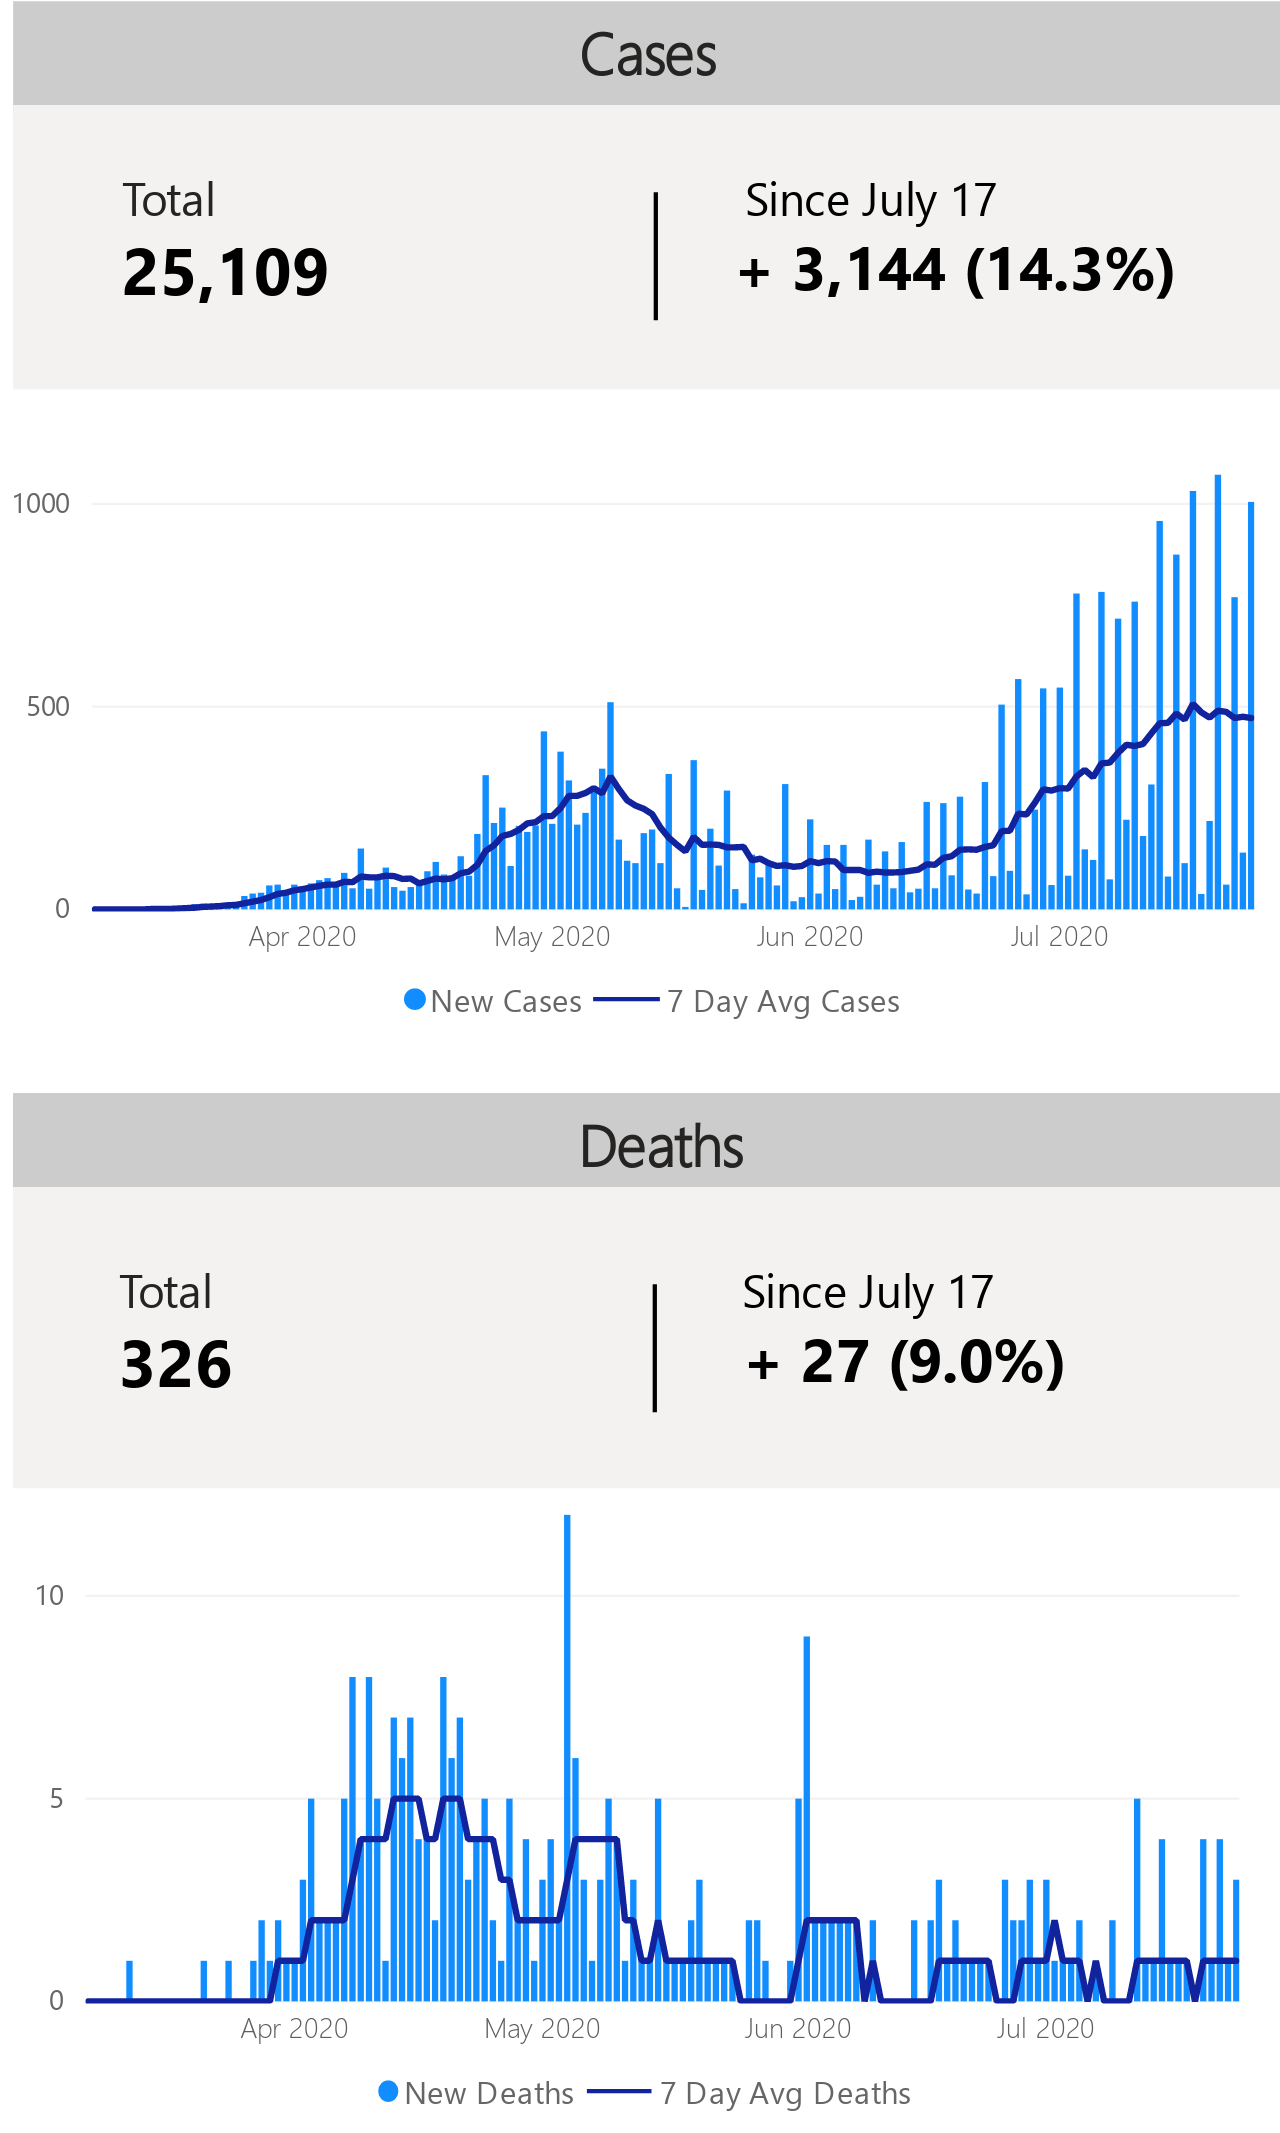 Cases
Total
Since July 17
25,109
+ 3,144 (14.3%)
1000
500
0
Apr 2020 May 2020 Jun 2020 Jul 2020
New Cases 7 Day Avg Cases
Deaths
Total
Since July 17
326
+ 27 (9.0%)
10
5
0
Apr 2020 May 2020 Jun 2020 Jul 2020
New Deaths 7 Day Avg Deaths